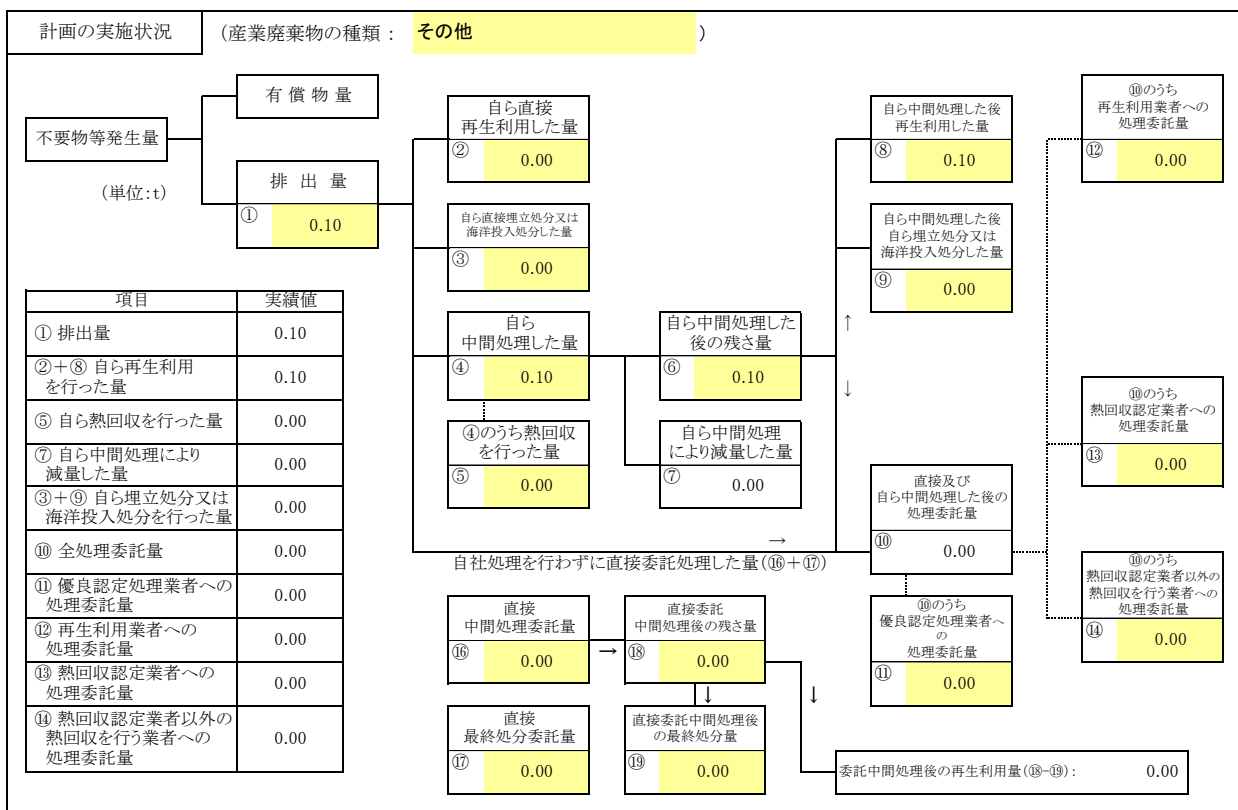 計画の実施状況
(産業廃棄物の種類： その他 )
不要物等発生量
(単位:t)
有償物量
排出量
① 0.10
自ら直接
再生利用した量
② 0.00
自ら直接埋立処分又は
海洋投入処分した量
③ 0.00
自ら
中間処理した量
④ 0.10
④のうち熱回収
を行った量
⑤ 0.00
自ら中間処理した
後の残さ量
⑥ 0.10
自ら中間処理
により減量した量
⑦ 0.00
自ら中間処理した後
再生利用した量
⑧ 0.10
自ら中間処理した後
自ら埋立処分又は
海洋投入処分した量
⑨ 0.00
↑
↓
直接及び
自ら中間処理した後の
処理委託量
⑩ 0.00
⑩のうち
優良認定処理業者へ
の
処理委託量
⑪ 0.00
⑩のうち
再生利用業者への
処理委託量
⑫ 0.00
⑩のうち
熱回収認定業者への
処理委託量
⑬ 0.00
⑩のうち
熱回収認定業者以外の
熱回収を行う業者への
処理委託量
⑭ 0.00
→
自社処理を行わずに直接委託処理した量(⑯＋⑰)
直接
中間処理委託量
⑯ 0.00
→
直接委託
中間処理後の残さ量
⑱ 0.00
↓
↓
直接
最終処分委託量
⑰ 0.00
直接委託中間処理後
の最終処分量
⑲ 0.00
委託中間処理後の再生利用量(⑱-⑲)： 0.00
項目 実績値
① 排出量 0.10
②＋⑧ 自ら再生利用
を行った量 0.10
⑤ 自ら熱回収を行った量 0.00
⑦ 自ら中間処理により
減量した量 0.00
③＋⑨ 自ら埋立処分又は
海洋投入処分を行った量 0.00
⑩ 全処理委託量 0.00
⑪ 優良認定処理業者への
処理委託量 0.00
⑫ 再生利用業者への
処理委託量 0.00
⑬ 熱回収認定業者への
処理委託量 0.00
⑭ 熱回収認定業者以外の
熱回収を行う業者への
処理委託量 0.00